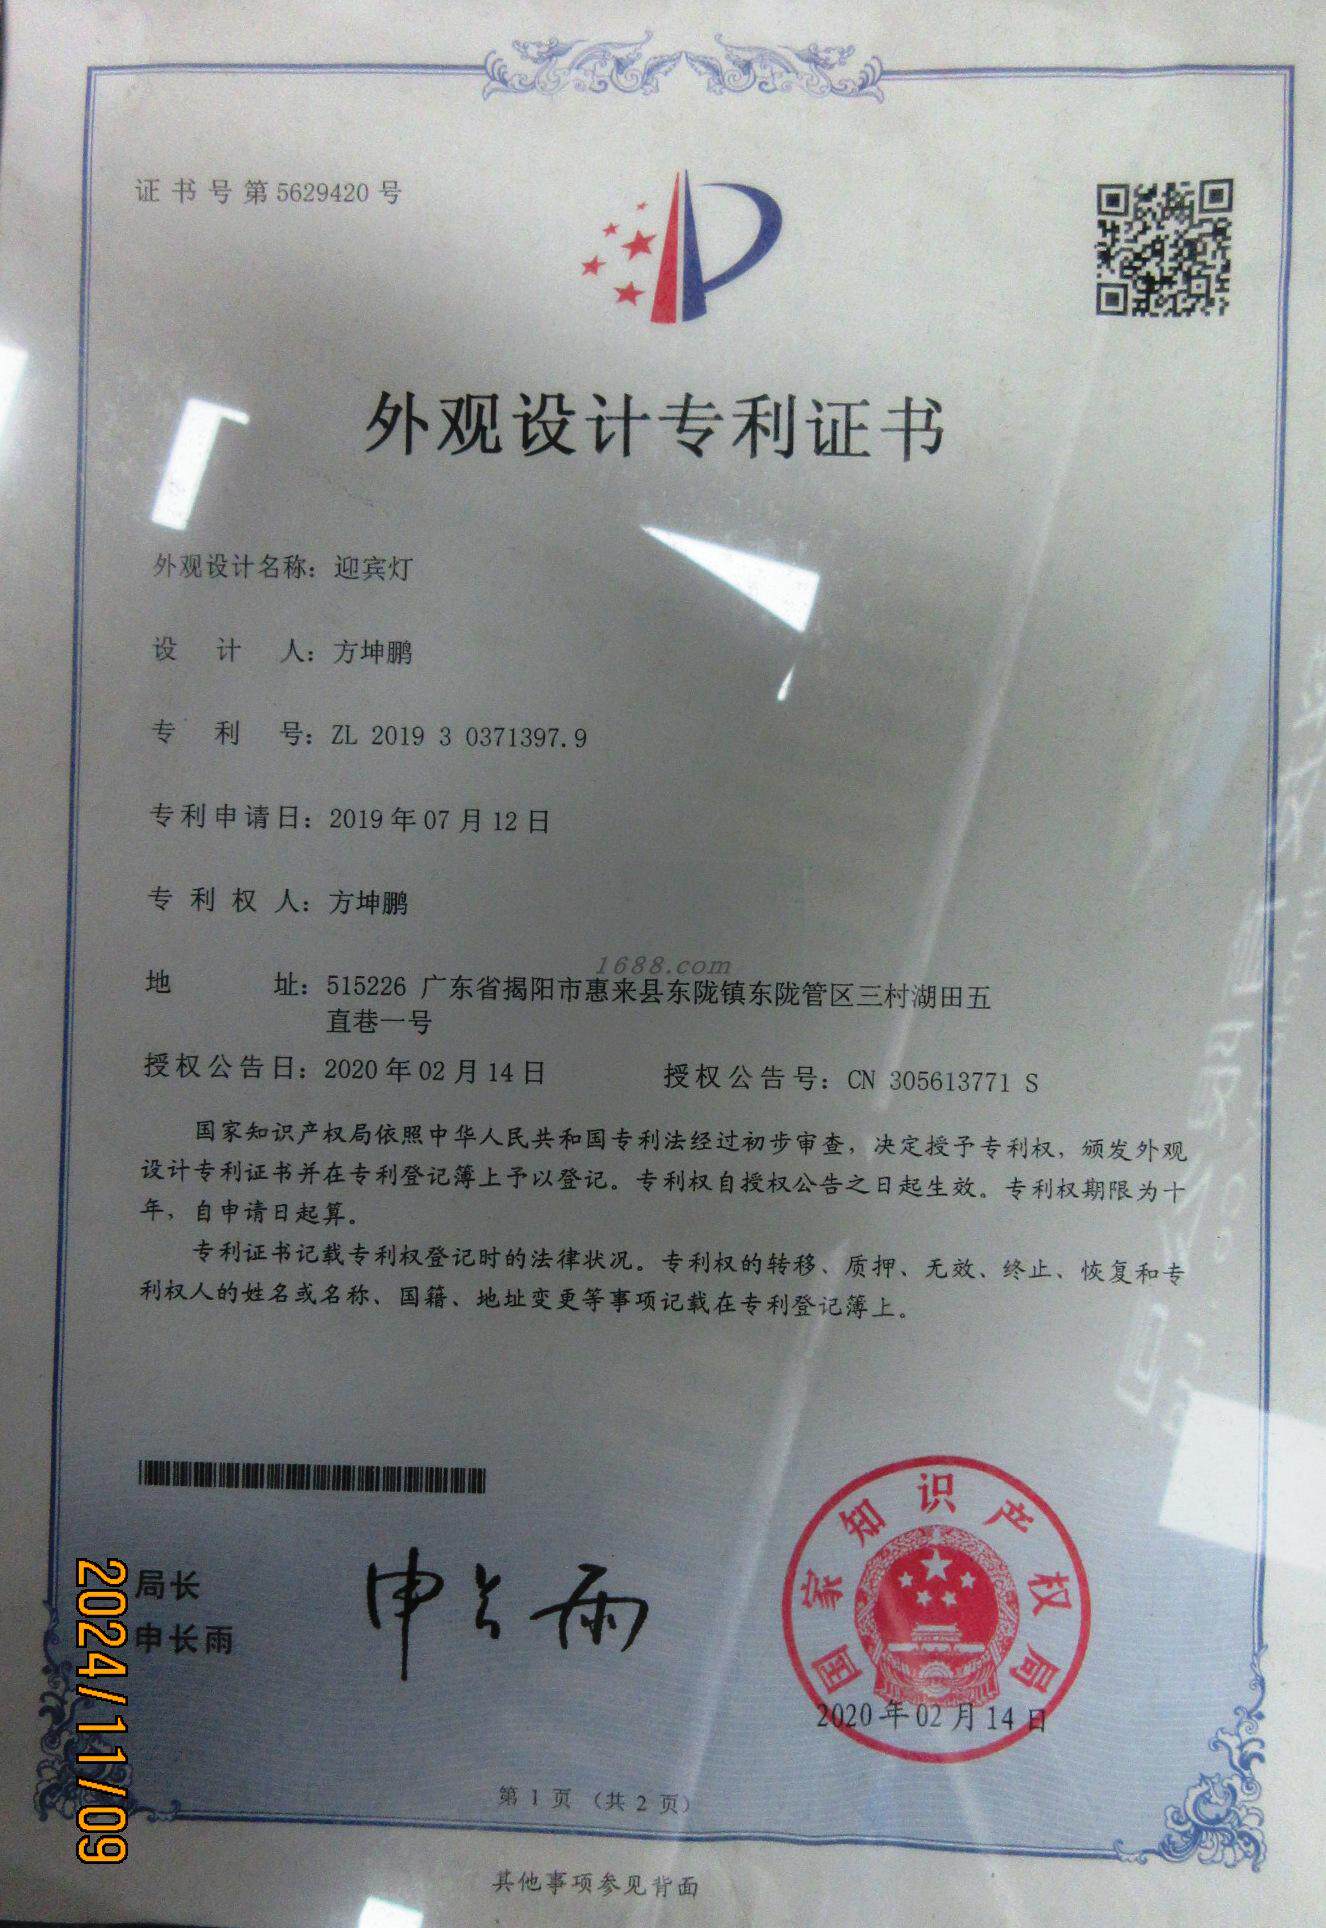 证书号第5629420号
外观设计专利证书
外观设计名称：迎宾灯
设计人：方坤鹏
专利号：ZL 2019 3 0371397.9
专利申请日：2019年07月12日
专利权人：方坤鹏
1688.com
地址：515226 广东省揭阳市惠来县东陇镇东陇管区三村湖田五
直巷一号
授权公告日：2020年02月14日 授权公告号：CN 305613771 S
国家知识产权局依照中华人民共和国专利法经过初步审查，决定授予专利权，颁发外观
设计专利证书并在专利登记簿上予以登记。专利权自授权公告之日起生效。专利权期限为十
年，自申请日起算。
专利证书记载专利权登记时的法律状况。专利权的转移、质押、无效、终止、恢复和专
利权人的姓名或名称、国籍、地址变更等事项记载在专利登记簿上。
局长
申长雨
申长雨
国家知识产权局
2020年02月14日
2024/11/09
第1页（共2页）
其他事项参见背面